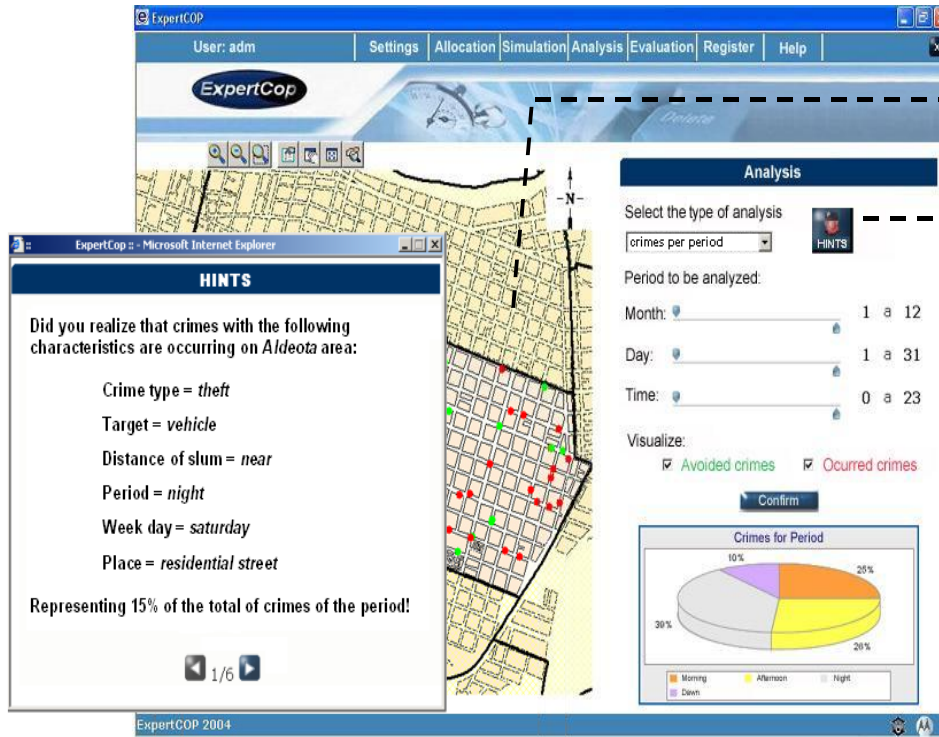 ExpertCOP
User: adm
Settings
Allocation
Simulation
Analysis
Evaluation
Register
Help
ExpertCop
Delete
-N-
Analysis
Select the type of analysis
crimes per period
HINTS
Period to be analyzed:
Month: 1 a 12
Day: 1 a 31
Time: 0 a 23
Visualize:
Avoided crimes
Ocurred crimes
Confirm
Crimes for Period
10%
25%
39%
26%
Morning
Afternoon
Night
Dawn
ExpertCop :: - Microsoft Internet Explorer
HINTS
Did you realize that crimes with the following
characteristics are occurring on Aldeota area:
Crime type = theft
Target = vehicle
Distance of slum = near
Period = night
Week day = saturday
Place = residential street
Representing 15% of the total of crimes of the period!
1/6
ExpertCOP 2004